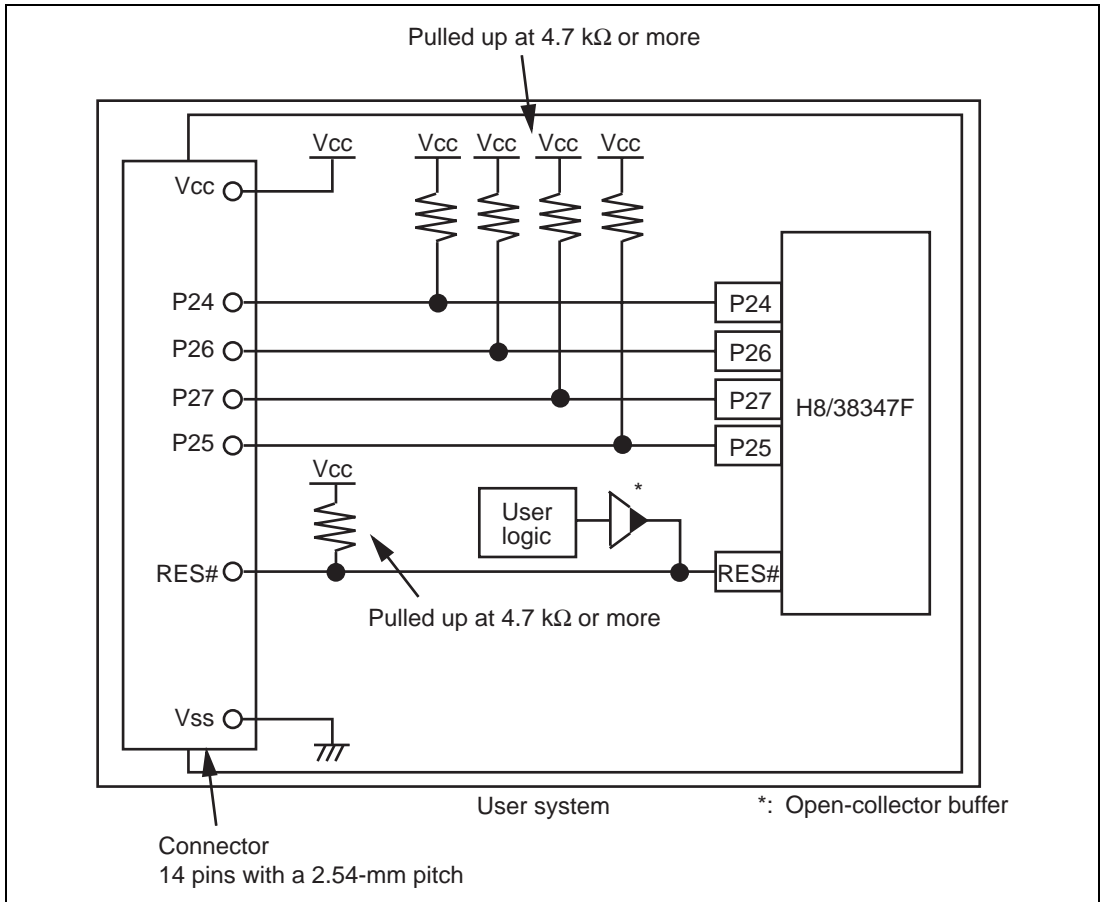 Pulled up at 4.7 kΩ or more
Vcc
Vcc
Vcc
Vcc
Vcc
Vcc
P24
P24
P26
P26
P27
P27
H8/38347F
P25
P25
Vcc
*
User
logic
RES#
RES#
Pulled up at 4.7 kΩ or more
Vss
User system
*: Open-collector buffer
Connector
14 pins with a 2.54-mm pitch